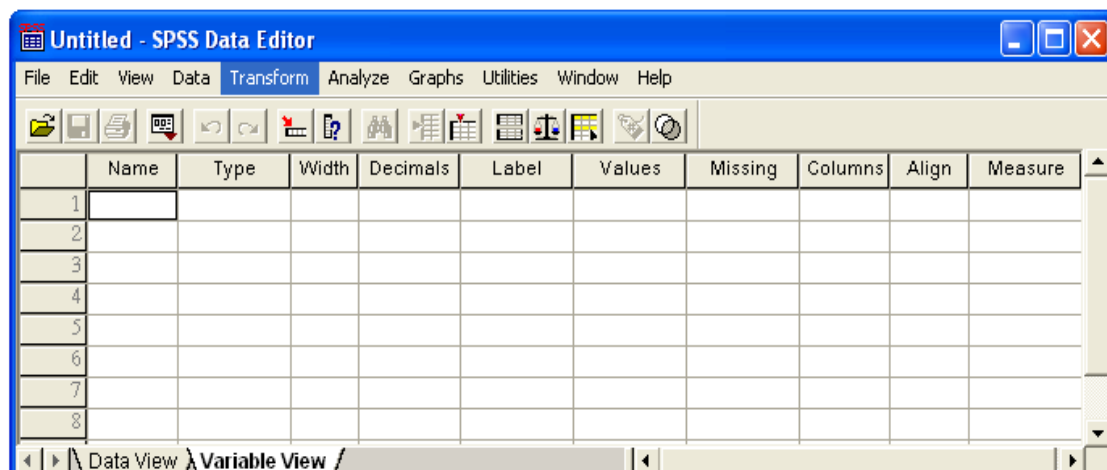 Untitled - SPSS Data Editor
File Edit View Data Transform Analyze Graphs Utilities Window Help
Name Type Width Decimals Label Values Missing Columns Align Measure
1
2
3
4
5
6
7
8
Data View Variable View